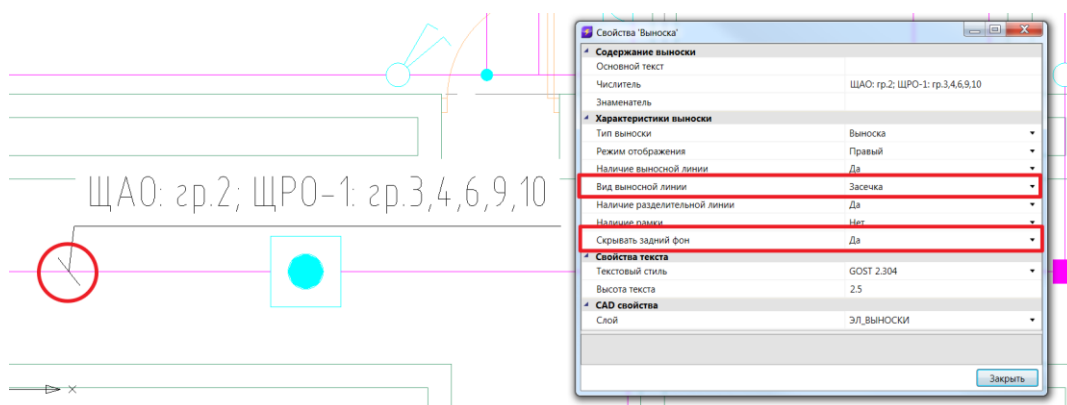 ЩАО: гр.2; ЩРО-1: гр.3,4,6,9,10
X
Свойства 'Выноска'
Содержание выноски
Основной текст
Числитель ЩАО: гр.2; ЩРО-1: гр.3,4,6,9,10
Знаменатель
Характеристики выноски
Тип выноски Выноска
Режим отображения Правый
Наличие выносной линии Да
Вид выносной линии Засечка
Наличие разделительной линии Да
Наличие рамки Нет
Скрывать задний фон Да
Свойства текста
Текстовый стиль GOST 2.304
Высота текста 2.5
CAD свойства
Слой ЭЛ_ВЫНОСКИ
Закрыть